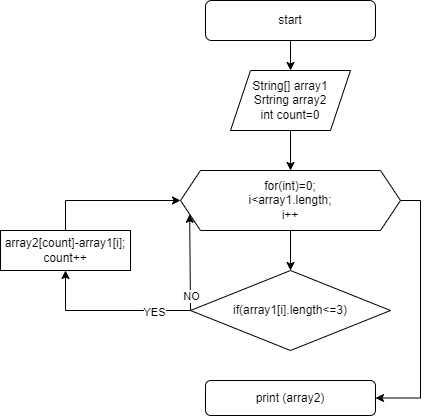 start
String[] array1
Srtring array2
int count=0
for(int)=0;
i<array1.length;
i++
array2[count]-array1[i];
count++
NO
YES
if(array1[i].length<=3)
print (array2)